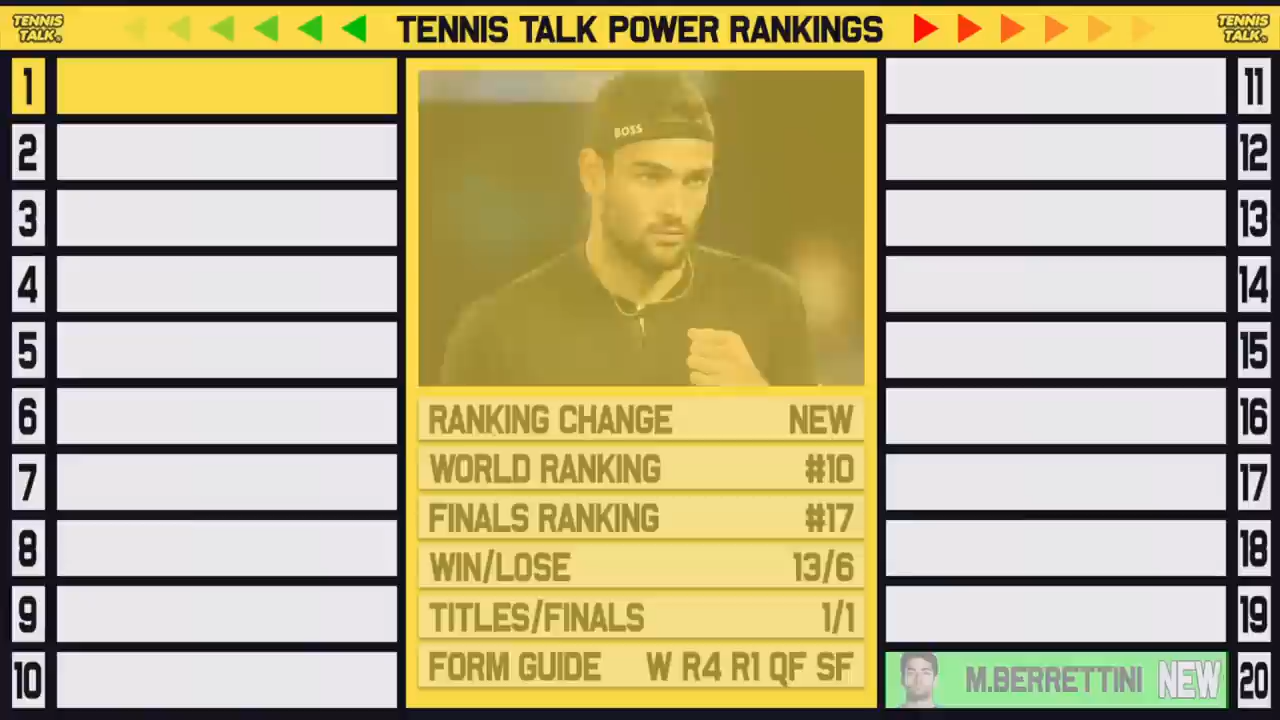 TENNIS TALK
TENNIS TALK POWER RANKINGS
TENNIS TALK
1
2
3
4
5
6
7
8
9
10
BOSS
RANKING CHANGE NEW
WORLD RANKING #10
FINALS RANKING #17
WIN/LOSE 13/6
TITLES/FINALS 1/1
FORM GUIDE W R4 R1 QF SF
11
12
13
14
15
16
17
18
19
M.BERRETTINI NEW 20